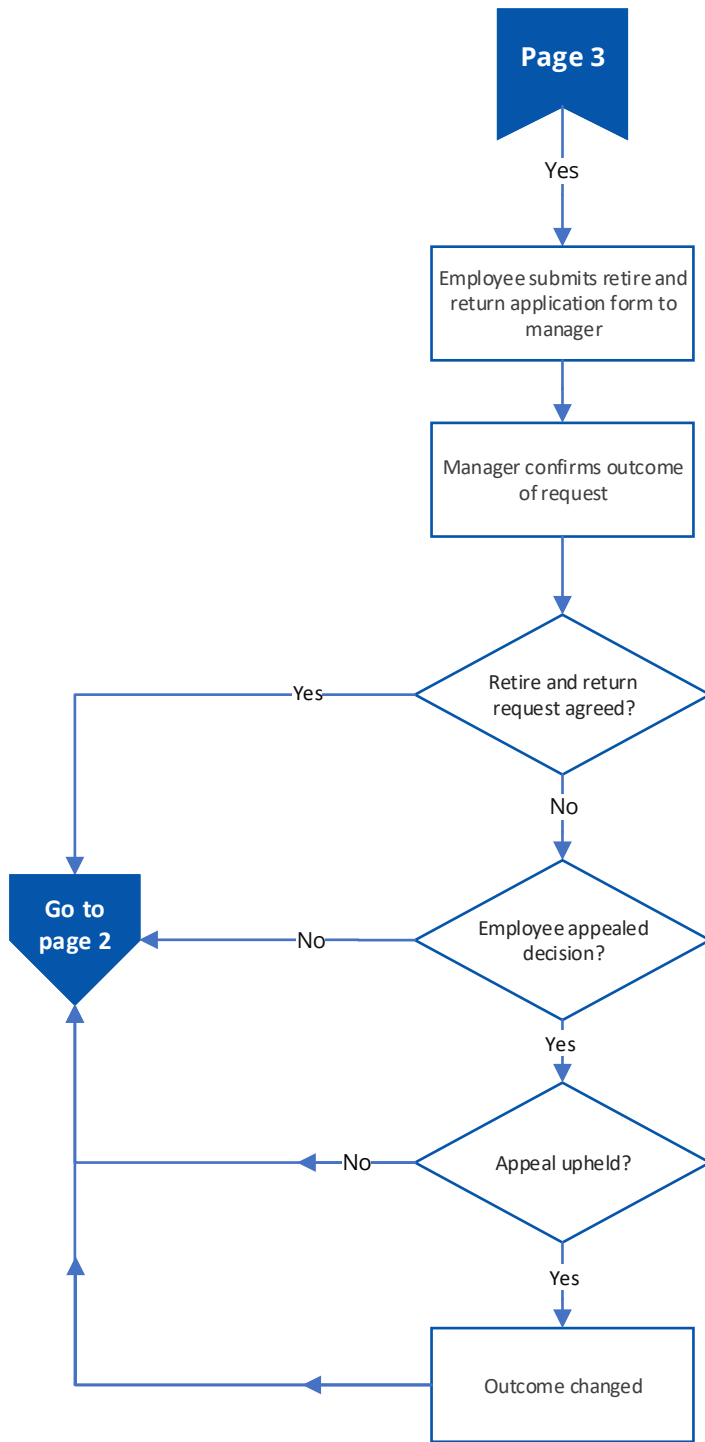 Page 3
Yes
Employee submits retire and
return application form to
manager
Manager confirms outcome
of request
Retire and return
request agreed?
Yes
No
Go to
page 2
Employee appealed
decision?
No
Yes
Appeal upheld?
No
Yes
Outcome changed